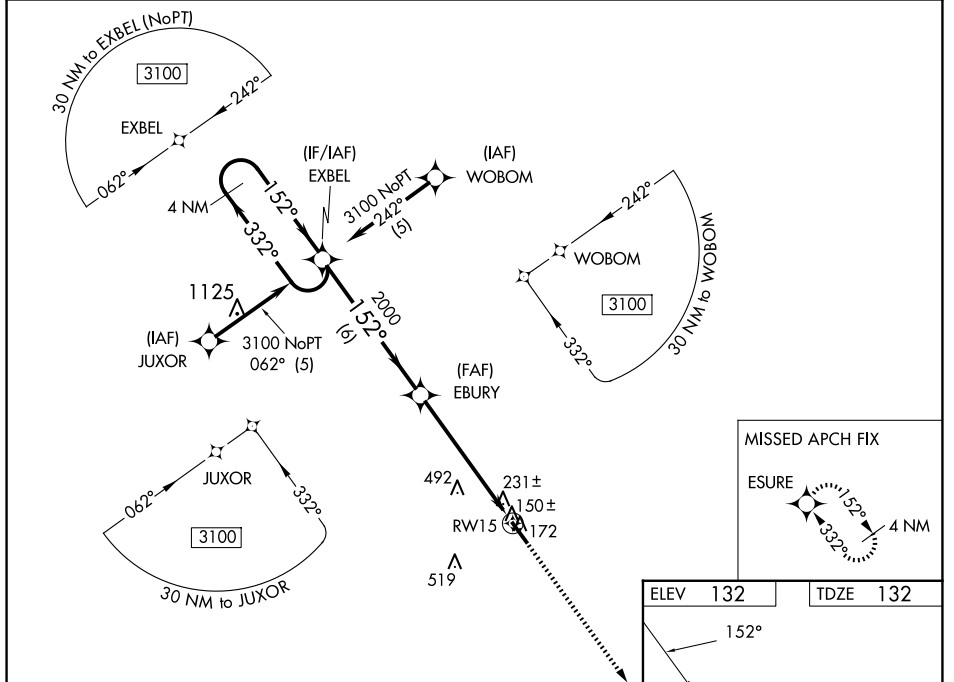 30 NM to EXBEL (NoPT)
3100
242°
EXBEL
062°
(IF/IAF)
EXBEL
(IAF)
WOBOM
3100 NoPT
242°
(5)
4 NM
152°
332°
242°
WOBOM
3100
30 NM to WOBOM
332°
1125
(IAF)
JUXOR
3100 NoPT
062° (5)
2000
152°
(6)
(FAF)
EBURY
JUXOR
062°
332°
3100
30 NM to JUXOR
492
231±
150±
RW15
172
519
MISSED APCH FIX
ESURE
152°
332°
4 NM
ELEV 132
TDZE 132
152°